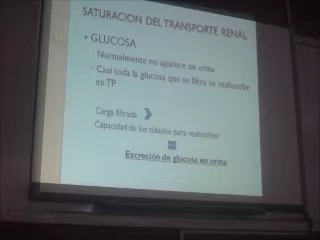 SATURACION DEL TRANSPORTE RENAL
• GLUCOSA
◦ Normalmente no aparece en orina
◦ Casi toda la glucosa que se filtra se reabsorbe
en TP
Carga filtrada
Capacidad de los túbulos para reabsorber
Excreción de glucosa en orina